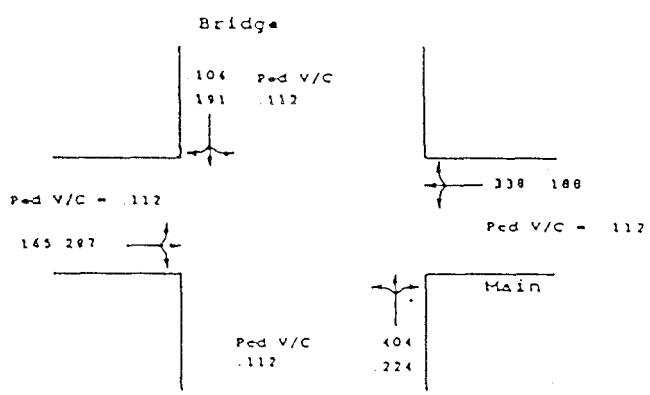 Bridge
.106 Ped V/C
191 .112
338 188
Ped V/C = .112
Ped V/C = 112
165 287
Main
Ped V/C 404
.112 .224